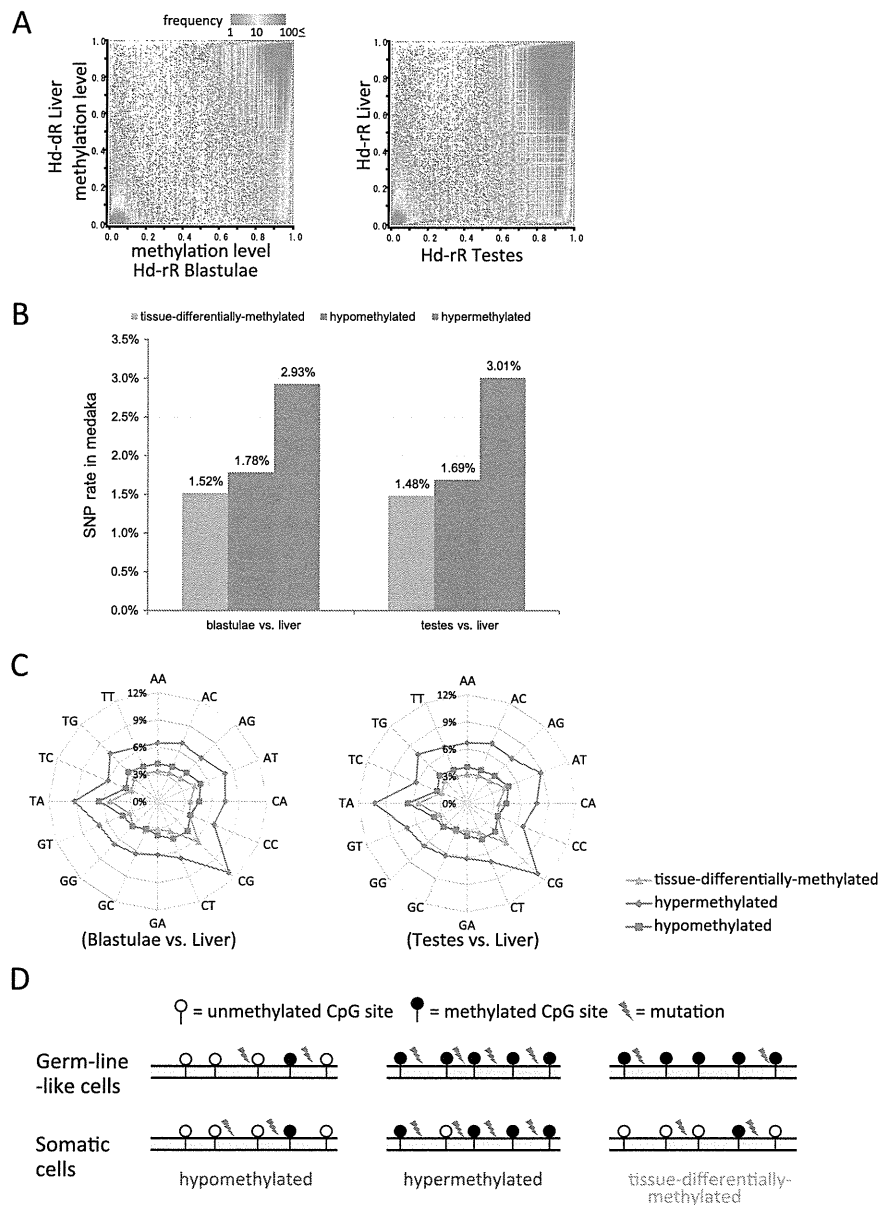 A
frequency
1 10 100≤
Hd-dR Liver
methylation level
1.0
0.8
0.6
0.4
0.2
0.0
0.0 0.2 0.4 0.6 0.8 1.0
methylation level
Hd-rR Blastulae
Hd-rR Liver
1.0
0.8
0.6
0.4
0.2
0.0
0.0 0.2 0.4 0.6 0.8 1.0
Hd-rR Testes
B
tissue-differentially-methylated hypomethylated hypermethylated
SNP rate in medaka
3.5%
3.0%
2.5%
2.0%
1.5%
1.0%
0.5%
0.0%
1.52%
1.78%
2.93%
1.48%
1.69%
3.01%
blastulae vs. liver
testes vs. liver
C
AA
AC
AG
AT
CA
CC
CG
CT
GA
GC
GG
GT
TA
TC
TG
TT
12%
9%
6%
3%
0%
(Blastulae vs. Liver)
AA
AC
AG
AT
CA
CC
CG
CT
GA
GC
GG
GT
TA
TC
TG
TT
12%
9%
6%
3%
0%
(Testes vs. Liver)
tissue-differentially-methylated
hypermethylated
hypomethylated
D
= unmethylated CpG site = methylated CpG site = mutation
Germ-line
-like cells
Somatic
cells
hypomethylated
hypermethylated
tissue-differentially-
methylated